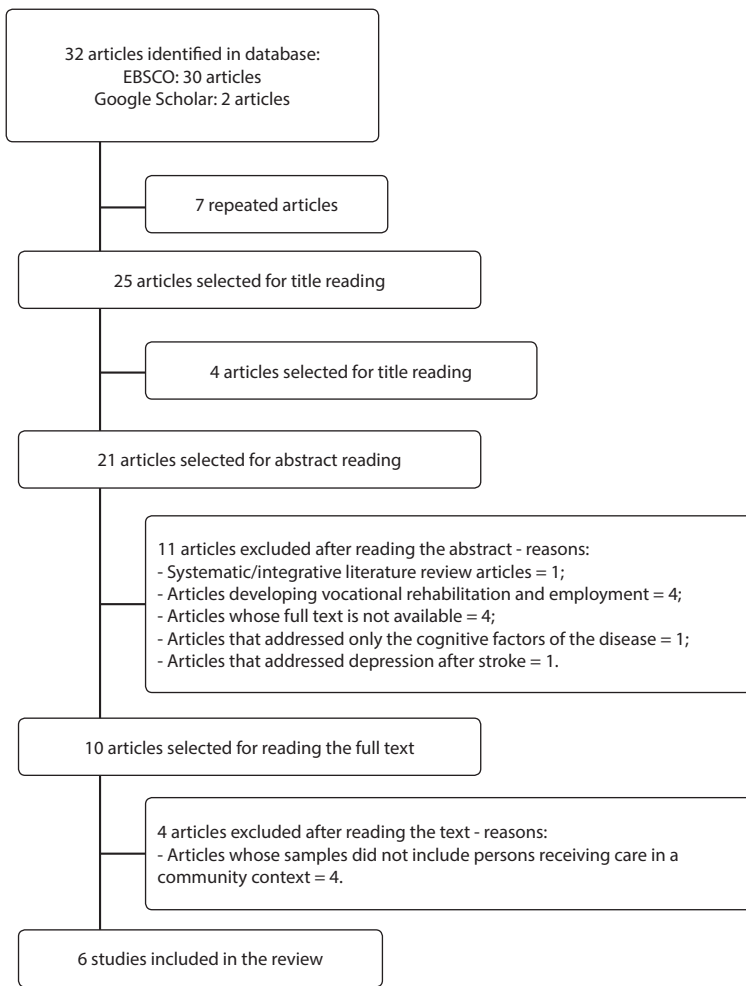 32 articles identified in database:
EBSCO: 30 articles
Google Scholar: 2 articles
7 repeated articles
25 articles selected for title reading
4 articles selected for title reading
21 articles selected for abstract reading
11 articles excluded after reading the abstract - reasons:
- Systematic/integrative literature review articles = 1;
- Articles developing vocational rehabilitation and employment = 4;
- Articles whose full text is not available = 4;
- Articles that addressed only the cognitive factors of the disease = 1;
- Articles that addressed depression after stroke = 1.
10 articles selected for reading the full text
4 articles excluded after reading the text - reasons:
- Articles whose samples did not include persons receiving care in a
community context = 4.
6 studies included in the review